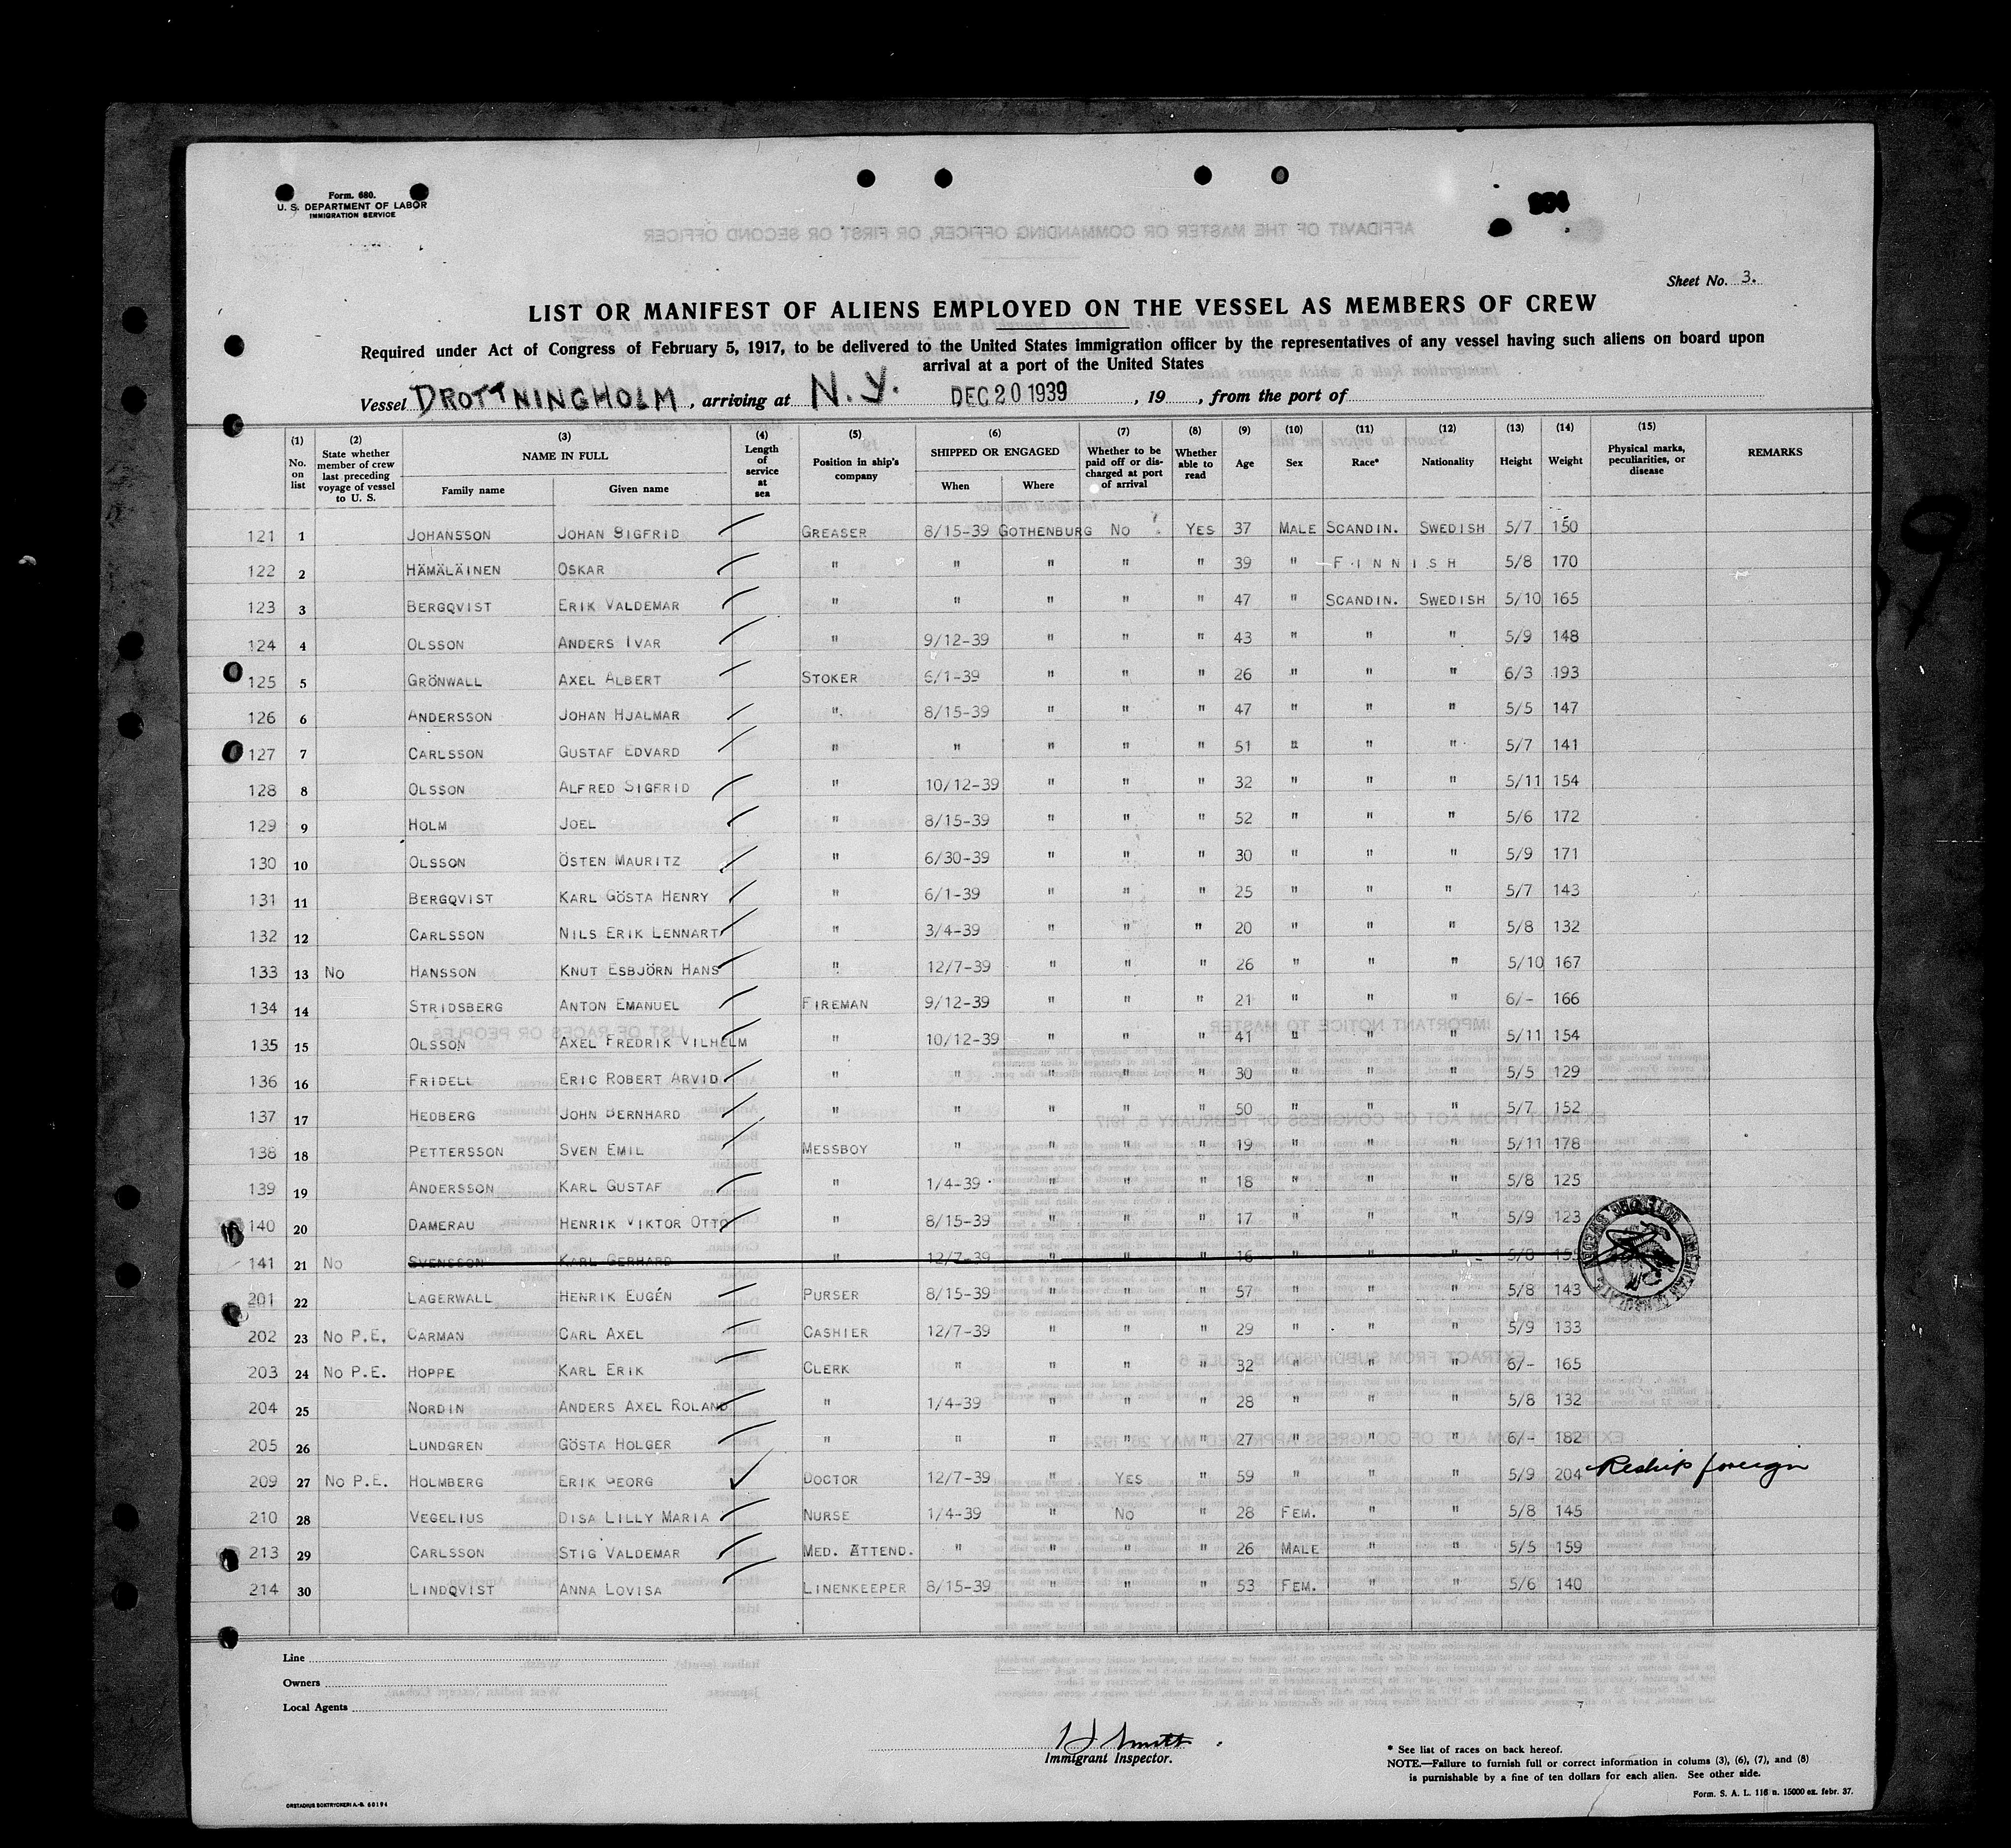 Form. 680.
U. S. DEPARTMENT OF LABOR
IMMIGRATION SERVICE
Sheet No. 3.
LIST OR MANIFEST OF ALIENS EMPLOYED ON THE VESSEL AS MEMBERS OF CREW
Required under Act of Congress of February 5, 1917, to be delivered to the United States immigration officer by the representatives of any vessel having such aliens on board upon
arrival at a port of the United States
Vessel DROTTNINGHOLM, arriving at N.Y. DEC 20 1939, 19 , from the port of
(1) No. on list (2) State whether member of crew last preceding voyage of vessel to U. S. (3) NAME IN FULL Family name Given name (4) Length of service at sea (5) Position in ship's company (6) SHIPPED OR ENGAGED When Where (7) Whether to be paid off or discharged at port of arrival (8) Whether able to read (9) Age (10) Sex (11) Race* (12) Nationality (13) Height (14) Weight (15) Physical marks, peculiarities, or disease REMARKS
121 1 JOHANSSON JOHAN SIGFRID GREASER 8/15-39 GOTHENBURG NO YES 37 MALE SCANDIN. SWEDISH 5/7 150
122 2 HÄMÄLÄINEN OSKAR " " " " " 39 " FINNISH 5/8 170
123 3 BERGQVIST ERIK VALDEMAR " " " " " 47 " SCANDIN. SWEDISH 5/10 165
124 4 OLSSON ANDERS IVAR " 9/12-39 " " " 43 " " " 5/9 148
125 5 GRÖNWALL AXEL ALBERT STOKER 6/1-39 " " " 26 " " " 6/3 193
126 6 ANDERSSON JOHAN HJALMAR " 8/15-39 " " " 47 " " " 5/5 147
127 7 CARLSSON GUSTAF EDVARD " " " " " 51 " " " 5/7 141
128 8 OLSSON ALFRED SIGFRID " 10/12-39 " " " 32 " " " 5/11 154
129 9 HOLM JOEL " 8/15-39 " " " 52 " " " 5/6 172
130 10 OLSSON ÖSTEN MAURITZ " 6/30-39 " " " 30 " " " 5/9 171
131 11 BERGQVIST KARL GÖSTA HENRY " 6/1-39 " " " 25 " " " 5/7 143
132 12 CARLSSON NILS ERIK LENNART " 3/4-39 " " " 20 " " " 5/8 132
133 13 NO HANSSON KNUT ESBJÖRN HANS " 12/7-39 " " " 26 " " " 5/10 167
134 14 STRIDSBERG ANTON EMANUEL FIREMAN 9/12-39 " " " 21 " " " 6/- 166
135 15 OLSSON AXEL FREDRIK VILHELM " 10/12-39 " " " 41 " " " 5/11 154
136 16 FRIDELL ERIC ROBERT ARVID " " " " " 30 " " " 5/5 129
137 17 HEDBERG JOHN BERNHARD " " " " " 50 " " " 5/7 152
138 18 PETTERSSON SVEN EMIL MESSBOY " " " " 19 " " " 5/11 178
139 19 ANDERSSON KARL GUSTAF " 1/4-39 " " " 18 " " " 5/8 125
140 20 DAMERAU HENRIK VIKTOR OTTO " 8/15-39 " " " 17 " " " 5/9 123
141 21 NO SVENSSON KARL GERHARD " 12/7-39 " " " 16 " " " 5/8
201 22 LAGERWALL HENRIK EUGÉN PURSER 8/15-39 " " " 57 " " " 5/8 143
202 23 NO P.E. CARMAN CARL AXEL CASHIER 12/7-39 " " " 29 " " " 5/9 133
203 24 NO P.E. HOPPE KARL ERIK CLERK " " " " 32 " " " 6/- 165
204 25 NORDIN ANDERS AXEL ROLAND " 1/4-39 " " " 28 " " " 5/8 132
205 26 LUNDGREN GÖSTA HOLGER " " " " " 27 " " " 6/- 182
209 27 NO P.E. HOLMBERG ERIK GEORG DOCTOR 12/7-39 " YES " 59 " " " 5/9 204 Reship foreign
210 28 VEGELIUS DISA LILLY MARIA NURSE 1/4-39 " NO " 28 FEM. " " 5/8 145
213 29 CARLSSON STIG VALDEMAR MED. ATTEND. " " " " 26 MALE " " 5/5 159
214 30 LINDQVIST ANNA LOVISA LINENKEEPER 8/15-39 " " " 53 FEM. " " 5/6 140
Line
Owners
Local Agents
H J Smith
Immigrant Inspector.
* See list of races on back hereof.
NOTE.—Failure to furnish full or correct information in colums (3), (6), (7), and (8)
is punishable by a fine of ten dollars for each alien. See other side.
Form. S. A. L. 116 n. 15000 ex. febr. 37.
ORSTADIUS BOKTRYCKERI A.-B. 60194